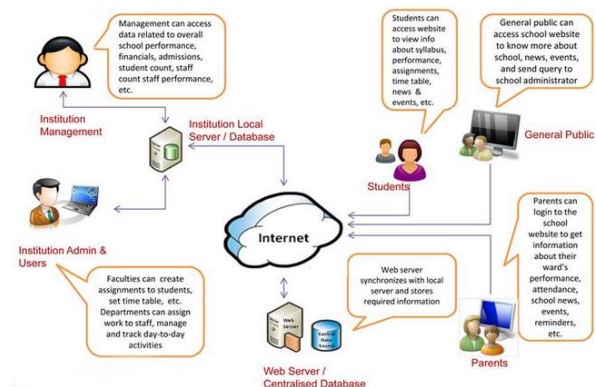 Management can access
data related to overall
school performance,
financials, admissions,
student count, staff
count staff performance,
etc.
Institution
Management
Institution Local
Server / Database
Students can
access website
to view info
about syllabus,
performance,
assignments,
time table,
news &
events, etc.
General public can
access school website
to know more about
school, news, events,
and send query to
school administrator
General Public
Students
Institution Admin &
Users
Faculties can create
assignments to students,
set time table, etc.
Departments can assign
work to staff, manage
and track day-to-day
activities
Internet
Web server
synchronizes with local
server and stores
required information
Parents can
login to the
school
website to get
information
about their
ward's
performance,
attendance,
school news,
events,
reminders,
etc.
Parents
Web
Server
Data
Source
Web Server /
Centralised Database